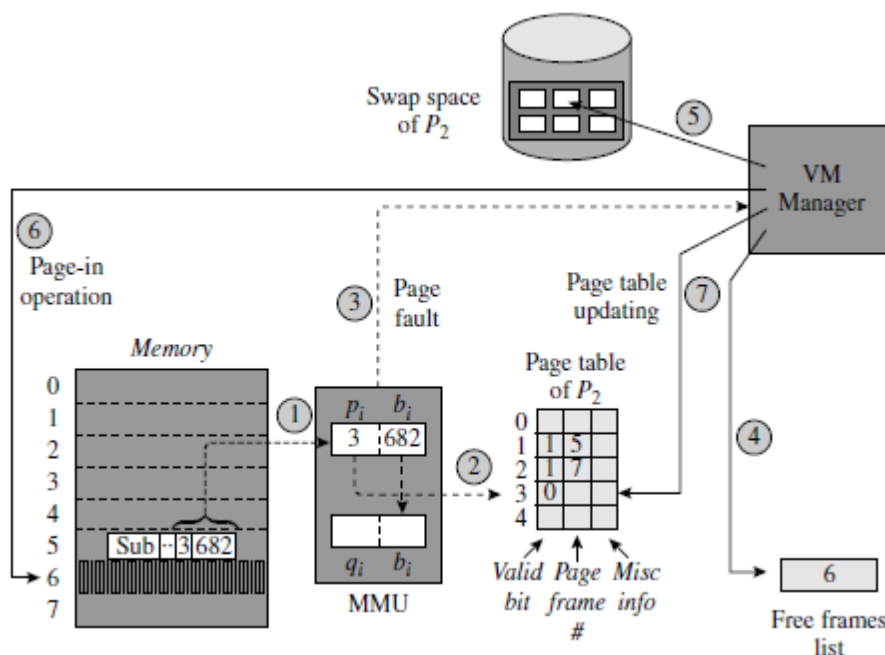 Swap space
of P₂
5
VM
Manager
6
Page-in
operation
3
Page
fault
Page table
updating
7
Memory
0
1
2
3
4
5
6
7
Sub ·· 3 682
1
pᵢ bᵢ
3 682
qᵢ bᵢ
MMU
2
Page table
of P₂
0
1 1 5
2 1 7
3 0
4
Valid Page Misc
bit frame info
#
4
6
Free frames
list